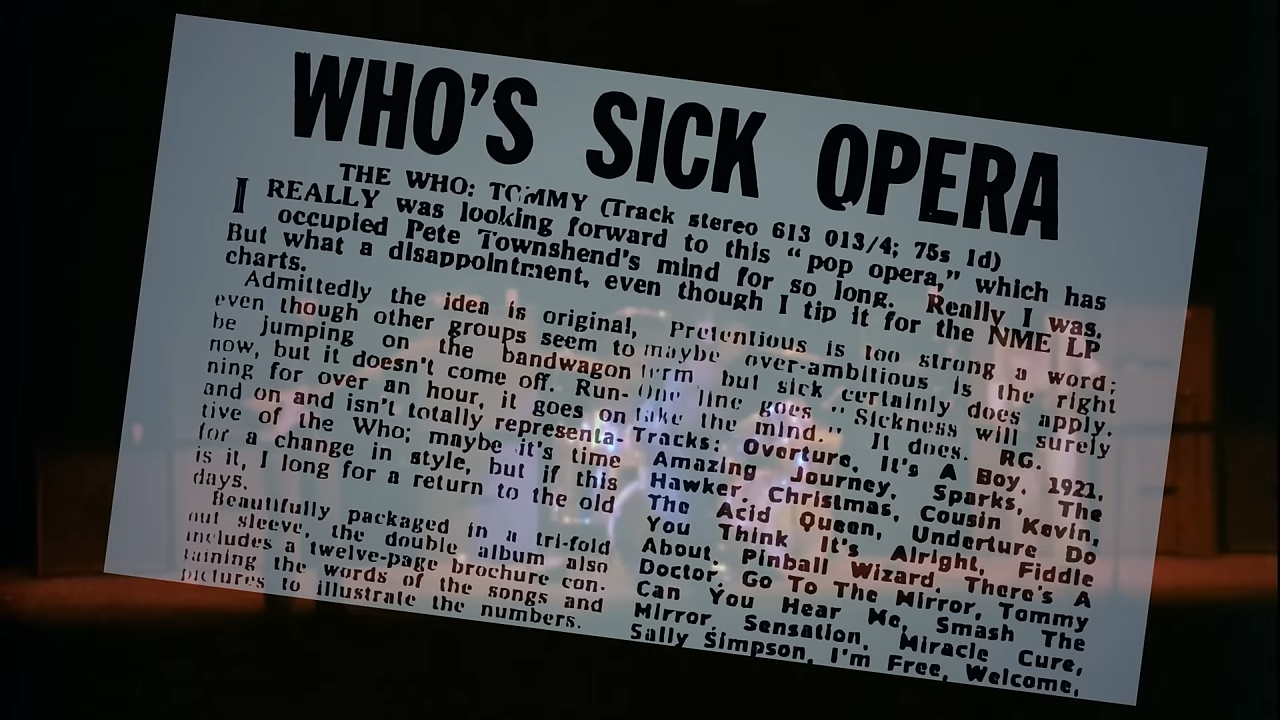 WHO'S SICK OPERA
THE WHO: TOMMY (Track stereo 613 013/4; 75s 1d)
I REALLY was looking forward to this "pop opera," which has
occupied Pete Townshend's mind for so long. Really I was.
But what a disappointment, even though I tip it for the NME LP
charts.
Admittedly the idea is original,
even though other groups seem to
be jumping on the bandwagon
now, but it doesn't come off. Run-
ning for over an hour, it goes on
and on and isn't totally representa-
tive of the Who; maybe it's time
for a change in style, but if this
is it, I long for a return to the old
days.
Beautifully packaged in a tri-fold
out sleeve, the double album also
includes a twelve-page brochure con-
taining the words of the songs and
pictures to illustrate the numbers.
Pretentious is too strong a word;
maybe over-ambitious is the right
term, but sick certainly does apply.
One line goes "Sickness will surely
take the mind." It does. RG.
Tracks: Overture, It's A Boy, 1921,
Amazing Journey, Sparks, The
Hawker, Christmas, Cousin Kevin,
The Acid Queen, Underture Do
You Think It's Alright, Fiddle
About, Pinball Wizard, There's A
Doctor, Go To The Mirror, Tommy
Can You Hear Me, Smash The
Mirror, Sensation, Miracle Cure,
Sally Simpson, I'm Free, Welcome,